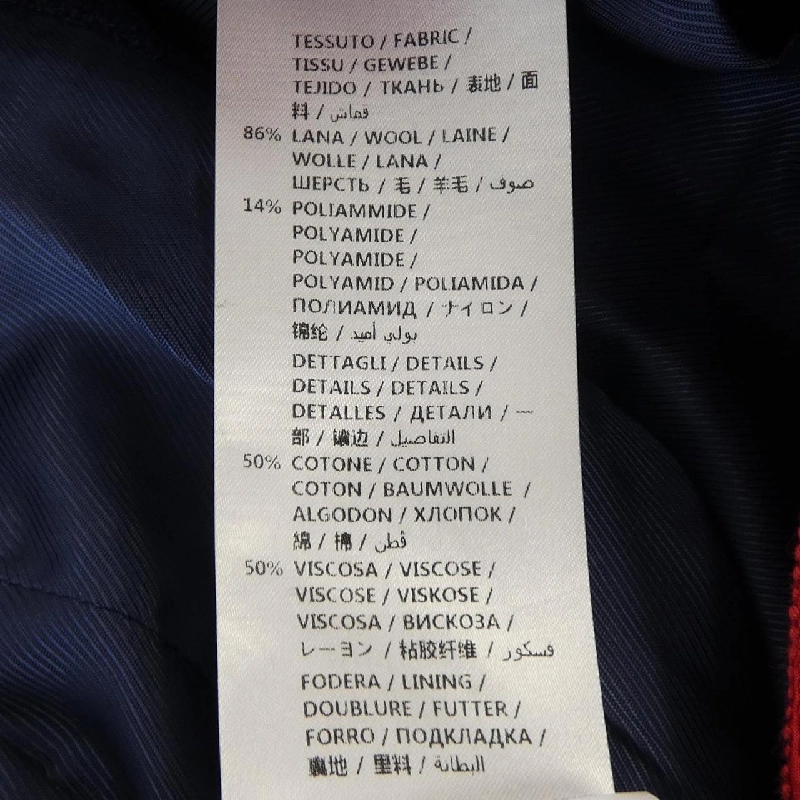 TESSUTO / FABRIC /
TISSU / GEWEBE /
TEJIDO / ТКАНЬ / 表地 / 面
料 / قماش
86% LANA / WOOL / LAINE /
WOLLE / LANA /
ШЕРСТЬ / 毛 / 羊毛 / صوف
14% POLIAMMIDE /
POLYAMIDE /
POLYAMIDE /
POLYAMID / POLIAMIDA /
ПОЛИАМИД / ナイロン /
锦纶 / بولي أميد
DETTAGLI / DETAILS /
DETAILS / DETAILS /
DETALLES / ДЕТАЛИ / 一
部 / 镶边 / التفاصيل
50% COTONE / COTTON /
COTON / BAUMWOLLE /
ALGODON / ХЛОПОК /
綿 / 棉 / قطن
50% VISCOSA / VISCOSE /
VISCOSE / VISKOSE /
VISCOSA / ВИСКОЗА /
レーヨン / 粘胶纤维 / فسكور
FODERA / LINING /
DOUBLURE / FUTTER /
FORRO / ПОДКЛАДКА /
裏地 / 里料 / البطانة